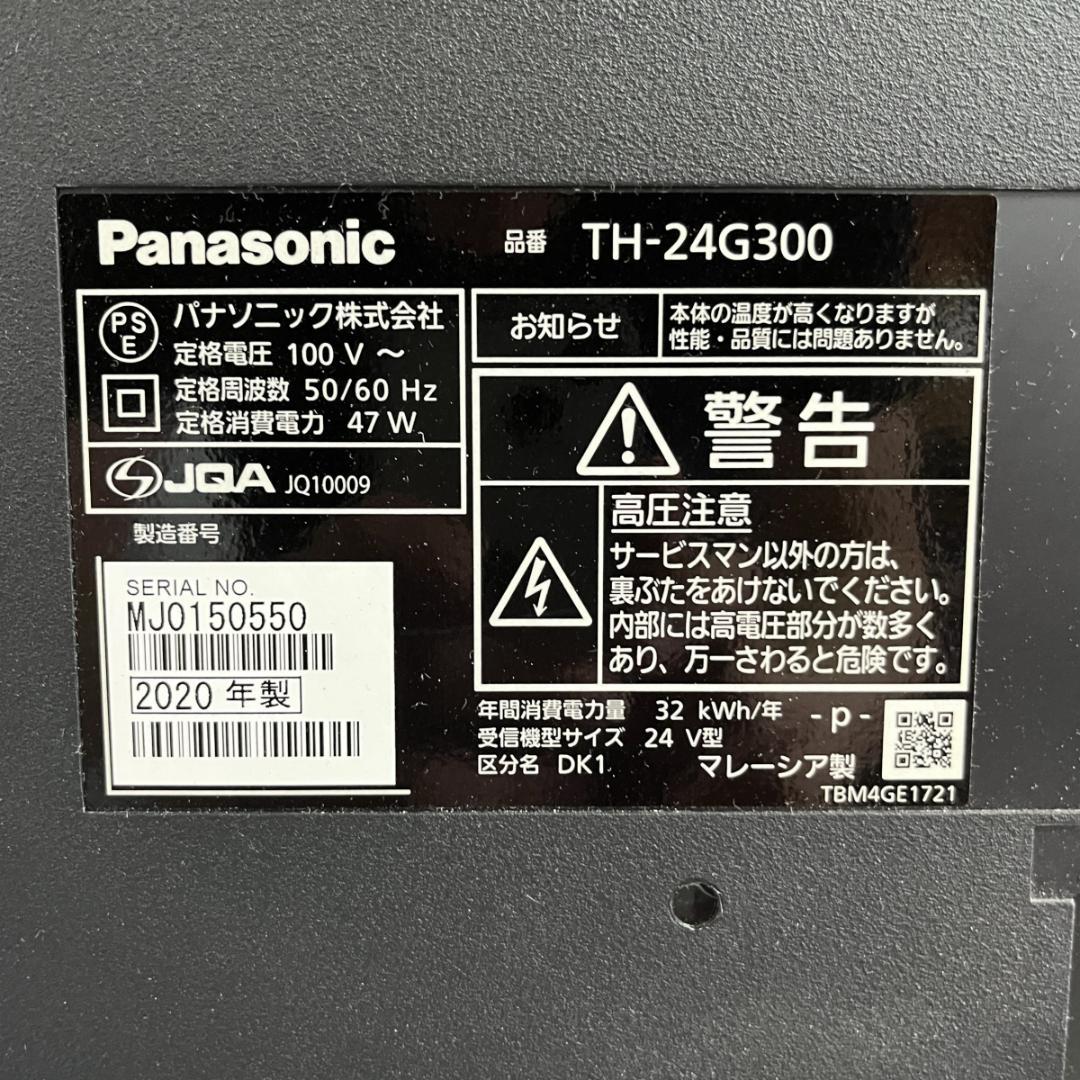 Panasonic
品番 TH-24G300
PSE
パナソニック株式会社
定格電圧 100 V ～
定格周波数 50/60 Hz
定格消費電力 47 W
JQA JQ10009
製造番号
SERIAL NO.
MJ0150550
2020 年製
お知らせ
本体の温度が高くなりますが
性能・品質には問題ありません。
警告
高圧注意
サービスマン以外の方は、
裏ぶたをあけないでください。
内部には高電圧部分が数多く
あり、万一さわると危険です。
年間消費電力量 32 kWh/年 - p -
受信機型サイズ 24 V型
区分名 DK1 マレーシア製
TBM4GE1721